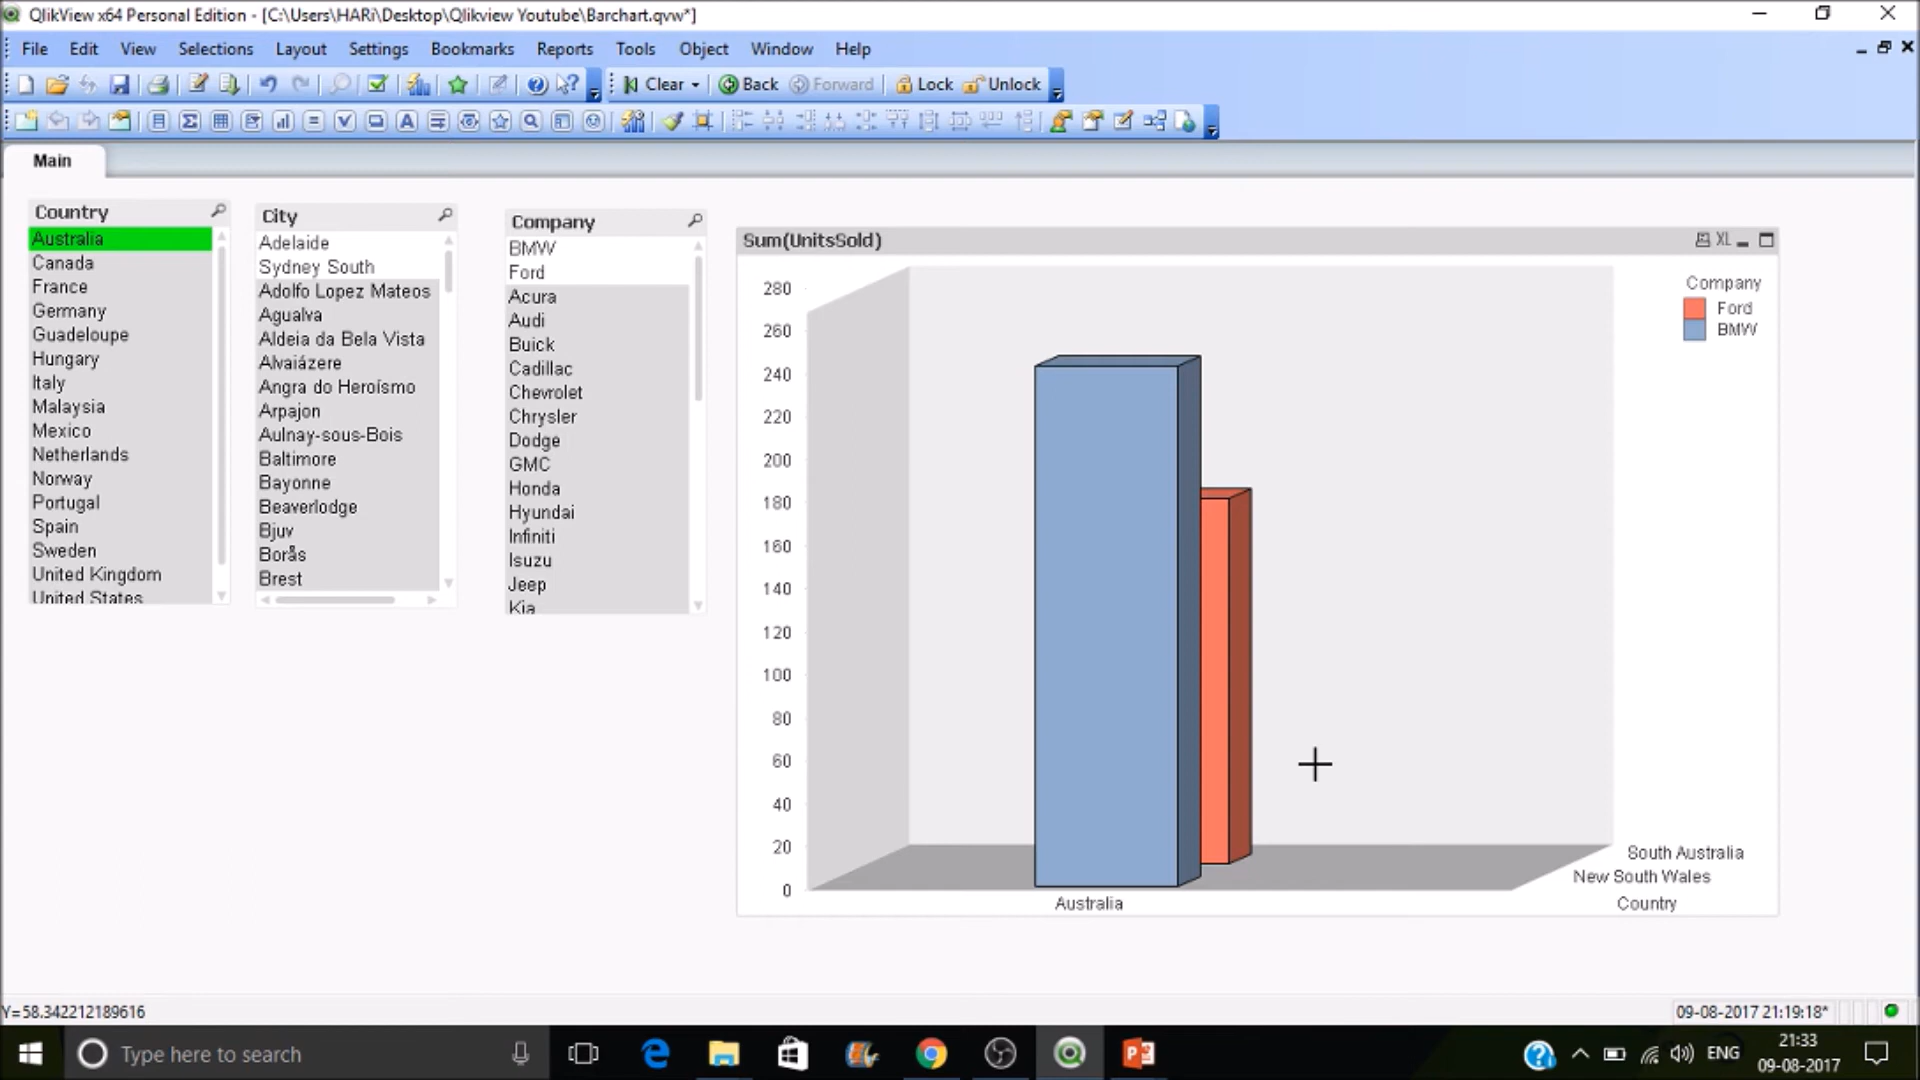 QlikView x64 Personal Edition - [C:\Users\HARi\Desktop\Qlikview Youtube\Barchart.qvw*]
File Edit View Selections Layout Settings Bookmarks Reports Tools Object Window Help
Clear Back Forward Lock Unlock
Main
Country
Australia
Canada
France
Germany
Guadeloupe
Hungary
Italy
Malaysia
Mexico
Netherlands
Norway
Portugal
Spain
Sweden
United Kingdom
United States
City
Adelaide
Sydney South
Adolfo Lopez Mateos
Agualva
Aldeia da Bela Vista
Alvaiázere
Angra do Heroísmo
Arpajon
Aulnay-sous-Bois
Baltimore
Bayonne
Beaverlodge
Bjuv
Borås
Brest
Company
BMW
Ford
Acura
Audi
Buick
Cadillac
Chevrolet
Chrysler
Dodge
GMC
Honda
Hyundai
Infiniti
Isuzu
Jeep
Kia
Sum(UnitsSold) XL
280
260
240
220
200
180
160
140
120
100
80
60
40
20
0
Company
Ford
BMW
South Australia
New South Wales
Australia
Country
Y=58.342212189616
09-08-2017 21:19:18*
Type here to search
ENG
21:33
09-08-2017